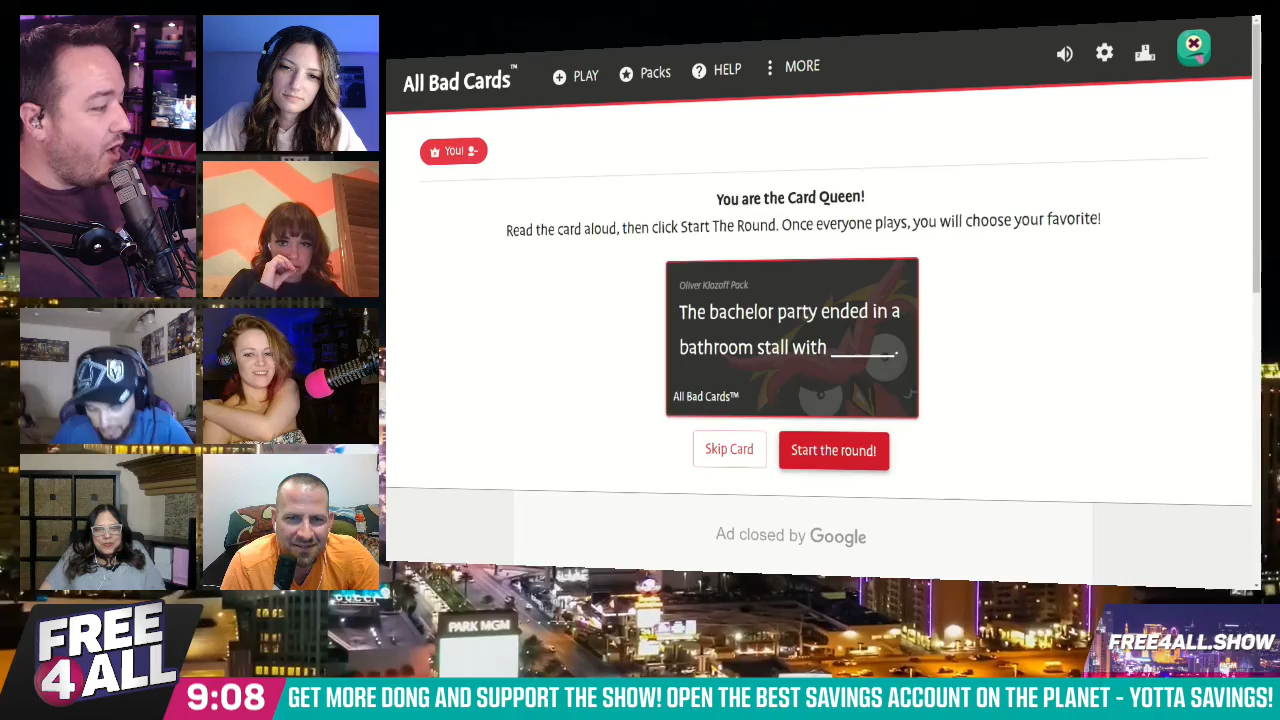 All Bad Cards™
PLAY
Packs
HELP
MORE
You!
You are the Card Queen!
Read the card aloud, then click Start The Round. Once everyone plays, you will choose your favorite!
Oliver Klozoff Pack
The bachelor party ended in a
bathroom stall with ______.
All Bad Cards™
Skip Card
Start the round!
Ad closed by Google
PARK MGM
FREE
4ALL
FREE4ALL.SHOW
9:08
GET MORE DONG AND SUPPORT THE SHOW! OPEN THE BEST SAVINGS ACCOUNT ON THE PLANET - YOTTA SAVINGS!